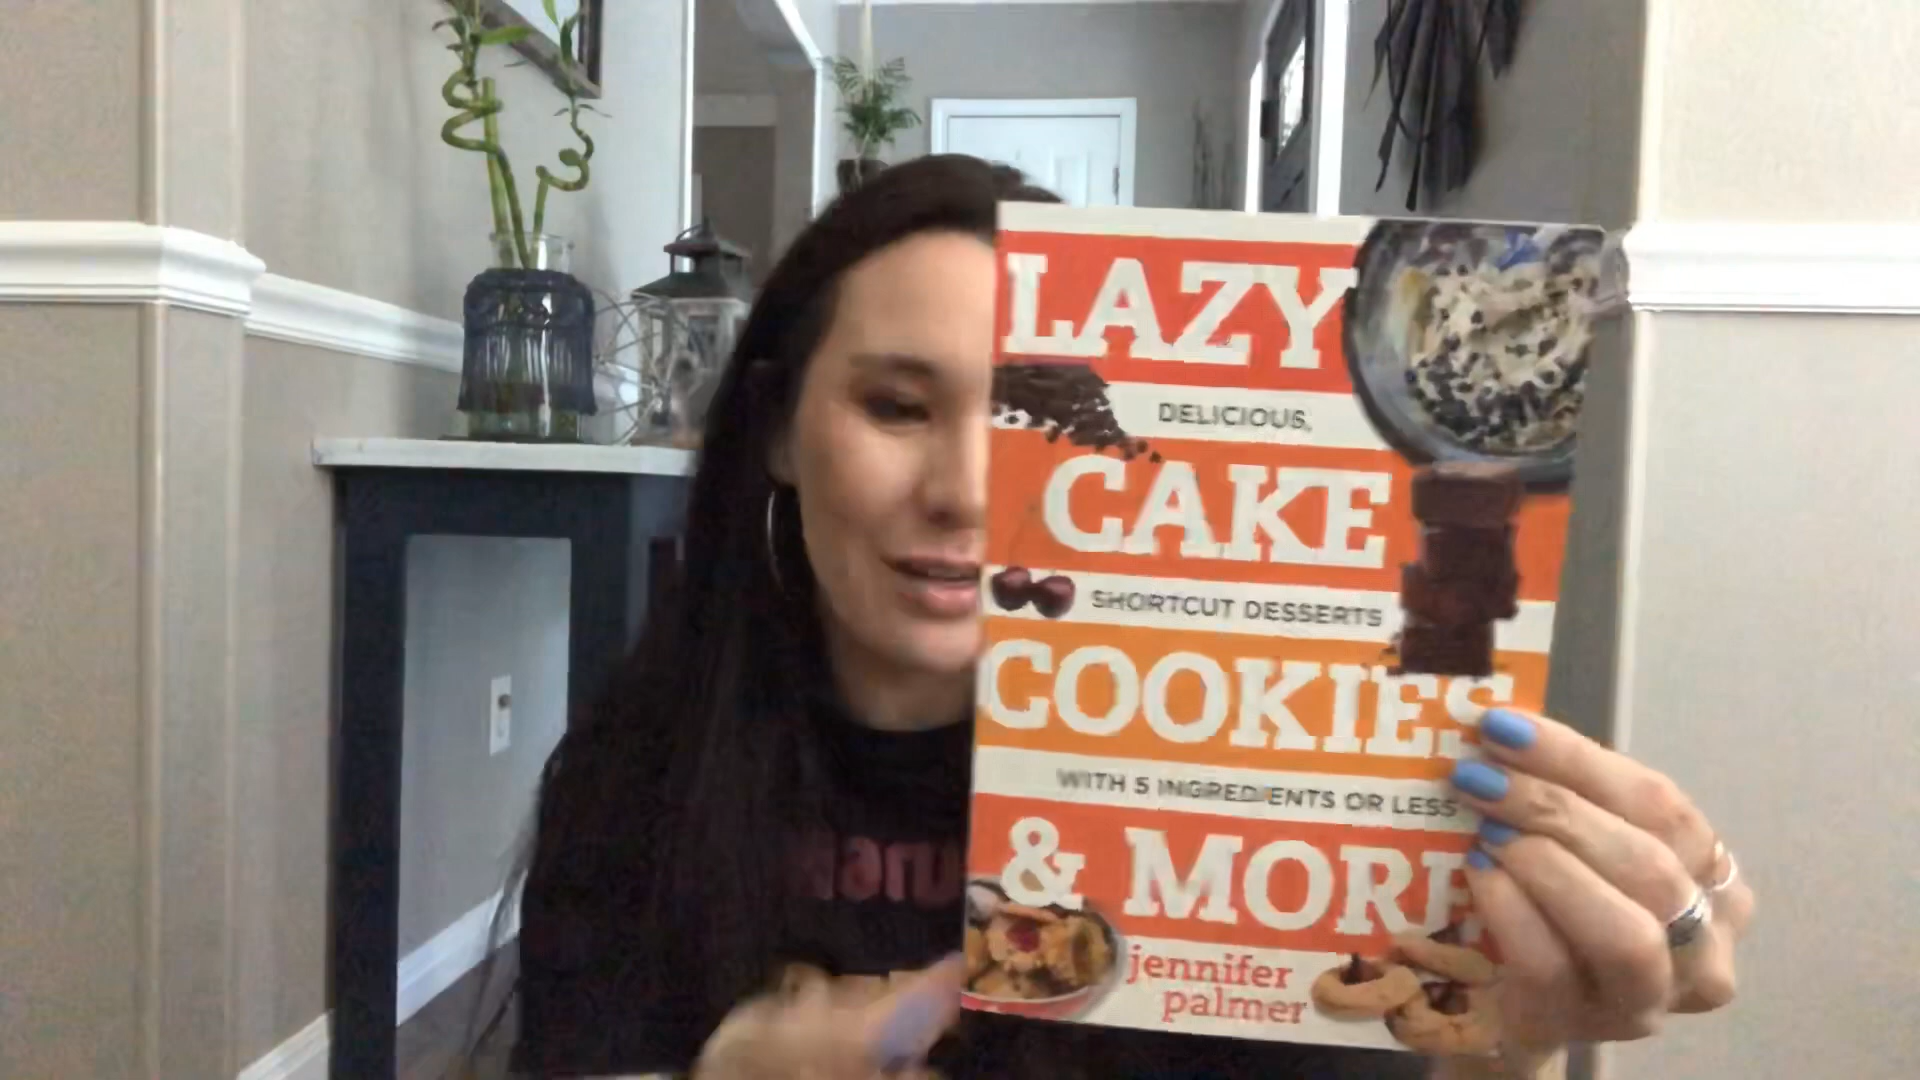 LAZY
DELICIOUS,
CAKE
SHORTCUT DESSERTS
COOKIES
WITH 5 INGREDIENTS OR LESS
& MORE
jennifer
palmer